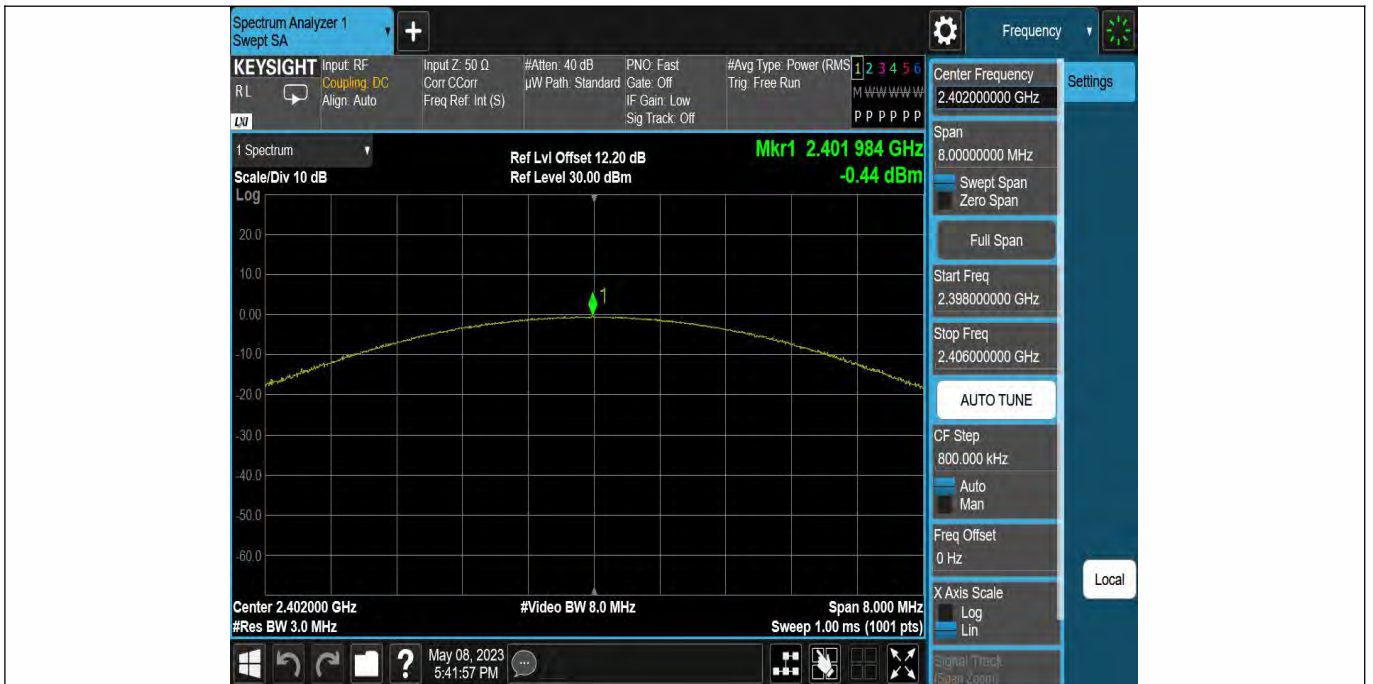 Spectrum Analyzer 1
Swept SA
+
Frequency
KEYSIGHT
RL
LXI
Input: RF
Coupling: DC
Align: Auto
Input Z: 50 Ω
Corr CCorr
Freq Ref: Int (S)
#Atten: 40 dB
µW Path: Standard
PNO: Fast
Gate: Off
IF Gain: Low
Sig Track: Off
#Avg Type: Power (RMS
Trig: Free Run
1 2 3 4 5 6
M W W W W W
P P P P P P
1 Spectrum
Scale/Div 10 dB
Ref Lvl Offset 12.20 dB
Ref Level 30.00 dBm
Mkr1 2.401 984 GHz
-0.44 dBm
Log
20.0
10.0
0.00
-10.0
-20.0
-30.0
-40.0
-50.0
-60.0
1
Center 2.402000 GHz
#Res BW 3.0 MHz
#Video BW 8.0 MHz
Span 8.000 MHz
Sweep 1.00 ms (1001 pts)
Center Frequency
2.402000000 GHz
Settings
Span
8.00000000 MHz
Swept Span
Zero Span
Full Span
Start Freq
2.398000000 GHz
Stop Freq
2.406000000 GHz
AUTO TUNE
CF Step
800.000 kHz
Auto
Man
Freq Offset
0 Hz
X Axis Scale
Log
Lin
Signal Track
(Span Zoom)
Local
?
May 08, 2023
5:41:57 PM